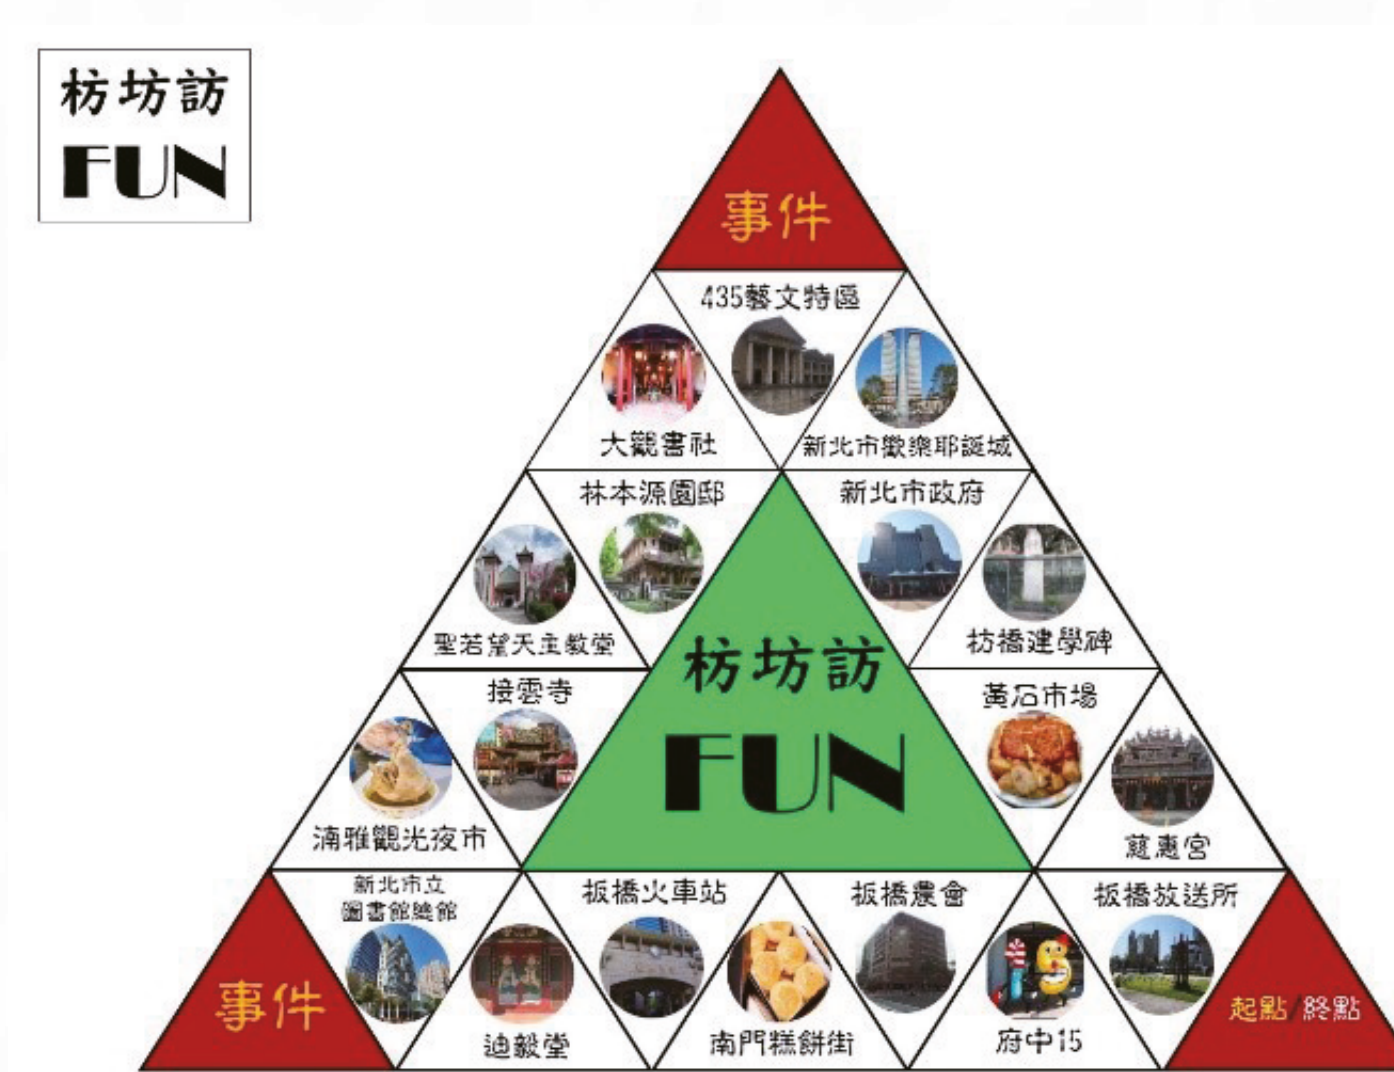 枋坊訪
FUN
事件
435藝文特區
大觀書社
新北市歡樂耶誕城
林本源園邸
新北市政府
聖若望天主教堂
枋橋建學碑
枋坊訪
FUN
接雲寺
黃石市場
湳雅觀光夜市
慈惠宮
新北市立
圖書館總館
板橋火車站
板橋農會
板橋放送所
事件
迪毅堂
南門糕餅街
府中15
起點/終點